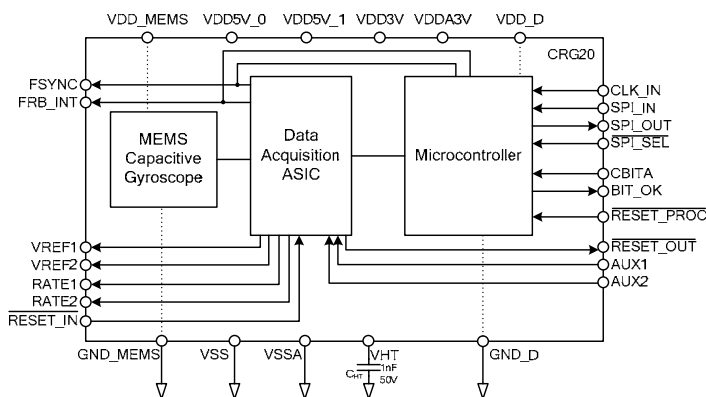 VDD_MEMS VDD5V_0 VDD5V_1 VDD3V VDDA3V VDD_D
CRG20
FSYNC
FRB_INT
MEMS
Capacitive
Gyroscope
Data
Acquisition
ASIC
Microcontroller
CLK_IN
SPI_IN
SPI_OUT
SPI_SEL
CBITA
BIT_OK
RESET_PROC
RESET_OUT
AUX1
AUX2
VREF1
VREF2
RATE1
RATE2
RESET_IN
GND_MEMS VSS VSSA VHT GND_D
CHT 1nF
50V